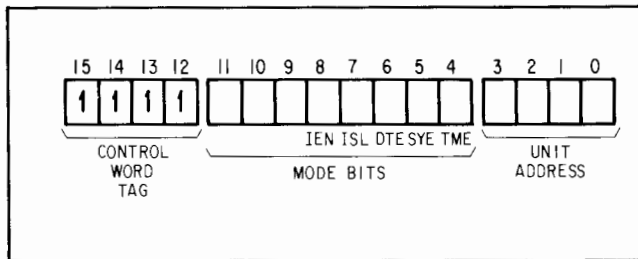 15 14 13 12 11 10 9 8 7 6 5 4 3 2 1 0
1 1 1 1
IEN ISL DTE SYE TME
CONTROL WORD TAG
MODE BITS
UNIT ADDRESS